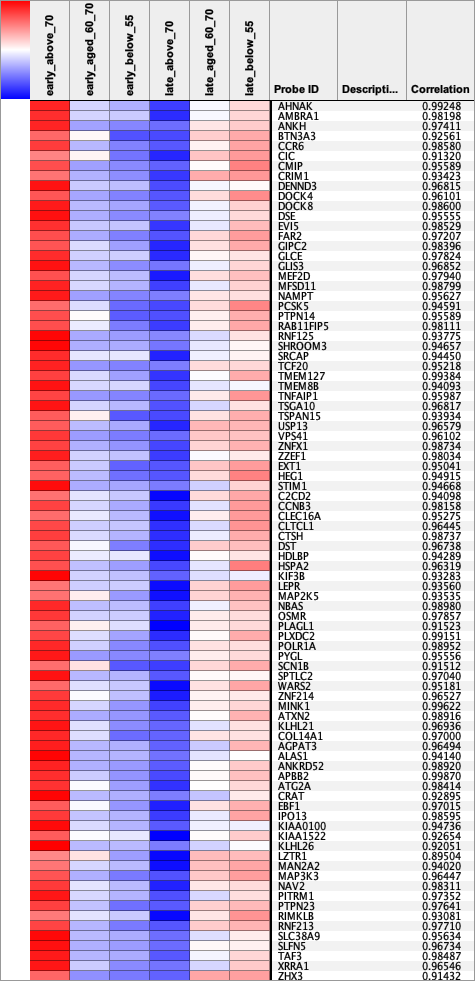 early_above_70 early_aged_60_70 early_below_55 late_above_70 late_aged_60_70 late_below_55 Probe ID Descripti... Correlation
AHNAK 0.99248
AMBRA1 0.98198
ANKH 0.97411
BTN3A3 0.92561
CCR6 0.98580
CIC 0.91320
CMIP 0.95589
CRIM1 0.93423
DENND3 0.96815
DOCK4 0.96101
DOCK8 0.98600
DSE 0.95555
EVI5 0.98529
FAR2 0.97207
GIPC2 0.98396
GLCE 0.97824
GLIS3 0.96852
MEF2D 0.97940
MFSD11 0.98799
NAMPT 0.95627
PCSK5 0.94591
PTPN14 0.95589
RAB11FIP5 0.98111
RNF125 0.93775
SHROOM3 0.94657
SRCAP 0.94450
TCF20 0.95218
TMEM127 0.99384
TMEM8B 0.94093
TNFAIP1 0.95987
TSGA10 0.96817
TSPAN15 0.93934
USP13 0.96579
VPS41 0.96102
ZNFX1 0.98734
ZZEF1 0.98034
EXT1 0.95041
HEG1 0.94915
STIM1 0.94668
C2CD2 0.94098
CCNB3 0.98158
CLEC16A 0.95275
CLTCL1 0.96445
CTSH 0.98737
DST 0.96738
HDLBP 0.94289
HSPA2 0.96319
KIF3B 0.93283
LEPR 0.93560
MAP2K5 0.93535
NBAS 0.98980
OSMR 0.97857
PLAGL1 0.91523
PLXDC2 0.99151
POLR1A 0.98952
PYGL 0.95556
SCN1B 0.91512
SPTLC2 0.97040
WARS2 0.95181
ZNF214 0.96527
MINK1 0.99622
ATXN2 0.98916
KLHL21 0.96936
COL14A1 0.97000
AGPAT3 0.96494
ALAS1 0.94140
ANKRD52 0.98920
APBB2 0.99870
ATG2A 0.98414
CRAT 0.92895
EBF1 0.97015
IPO13 0.98595
KIAA0100 0.94736
KIAA1522 0.92654
KLHL26 0.92051
LZTR1 0.89504
MAN2A2 0.94020
MAP3K3 0.96447
NAV2 0.98311
PITRM1 0.97352
PTPN23 0.97641
RIMKLB 0.93081
RNF213 0.97710
SLC38A9 0.95634
SLFN5 0.96734
TAF3 0.98487
XRRA1 0.96546
ZHX3 0.91432